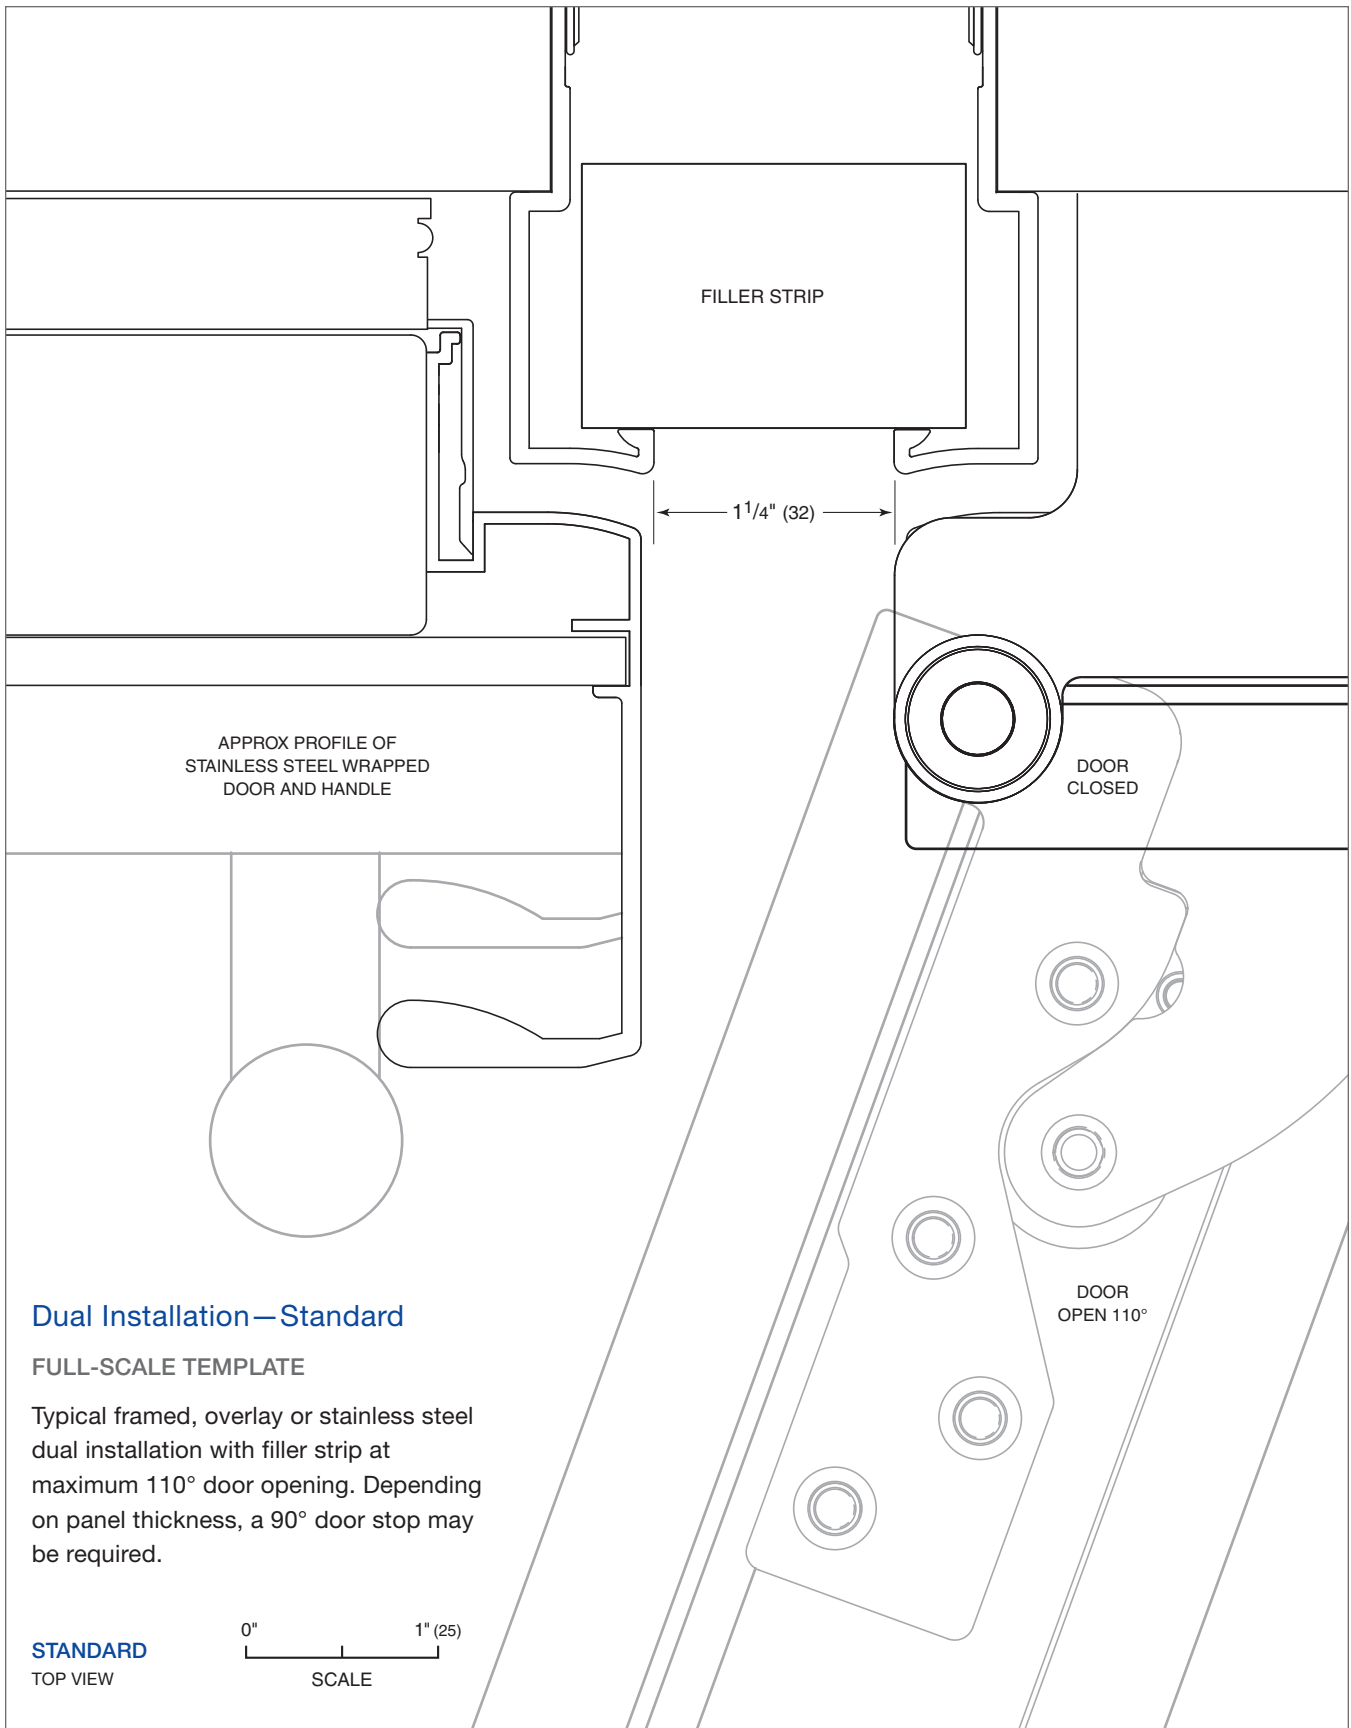 FILLER STRIP
1 1/4" (32)
APPROX PROFILE OF
STAINLESS STEEL WRAPPED
DOOR AND HANDLE
DOOR
CLOSED
DOOR
OPEN 110°
Dual Installation—Standard
FULL-SCALE TEMPLATE
Typical framed, overlay or stainless steel
dual installation with filler strip at
maximum 110° door opening. Depending
on panel thickness, a 90° door stop may
be required.
STANDARD
TOP VIEW
0" 1" (25)
SCALE